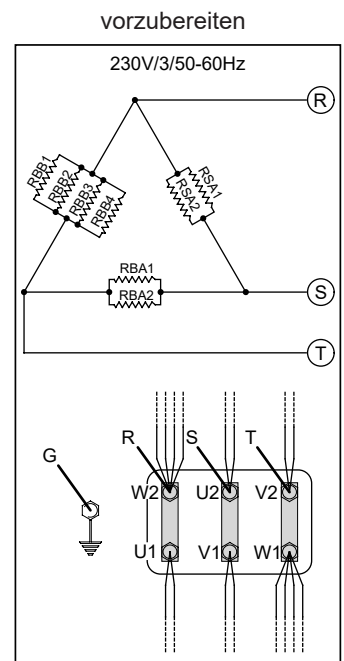 vorzubereiten
230V/3/50-60Hz
R
RBB1
RBB2
RBB3
RBB4
RSA1
RSA2
RBA1
RBA2
S
T
R S T
G
W2 U2 V2
U1 V1 W1